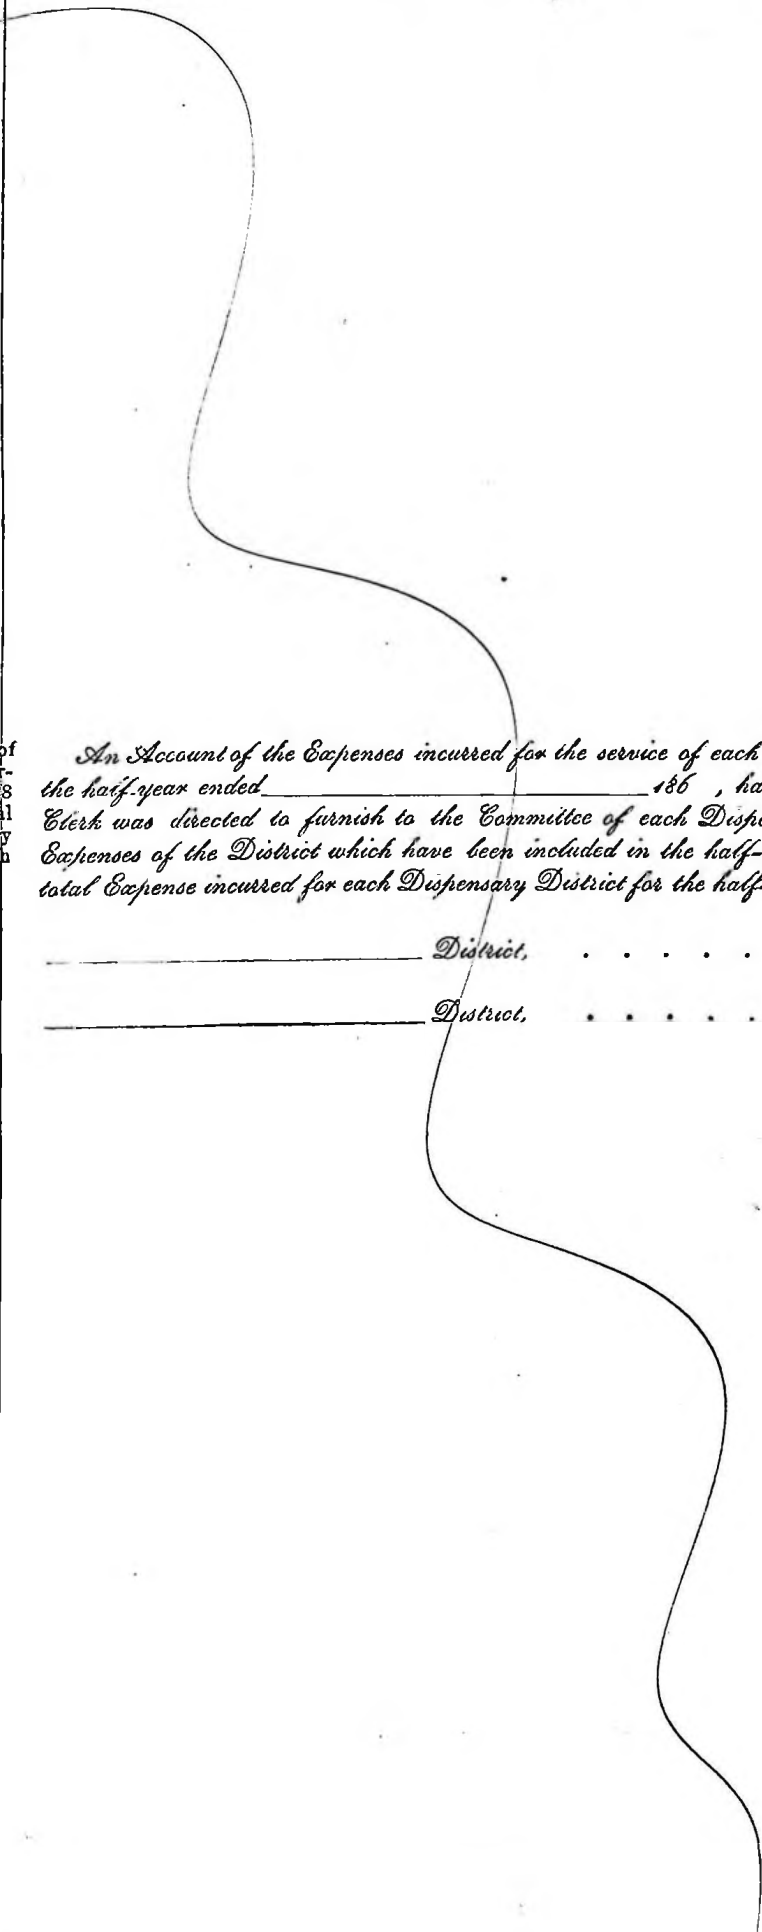 An Account of the Expenses incurred for the service of each
the half-year ended 186 , ha
Clerk was directed to furnish to the Committee of each Dispe
Expenses of the District which have been included in the half-
total Expense incurred for each Dispensary District for the half-
District, . . . . .
District, . . . . .